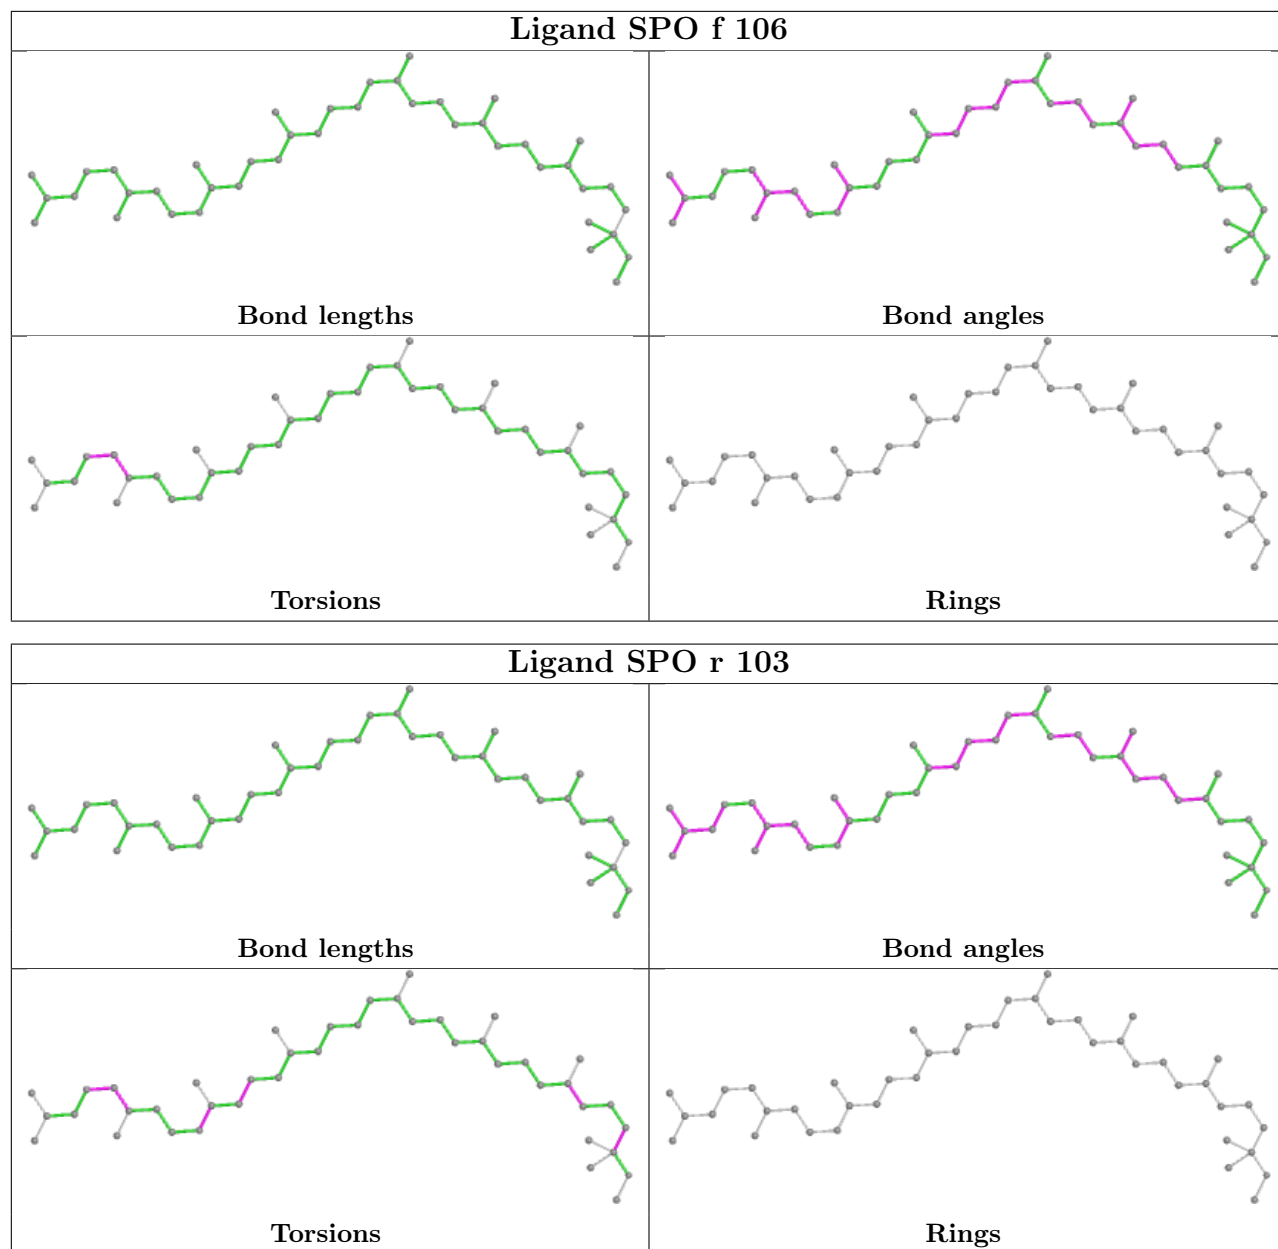 Ligand SPO f 106
Bond lengths
Bond angles
Torsions
Rings
Ligand SPO r 103
Bond lengths
Bond angles
Torsions
Rings